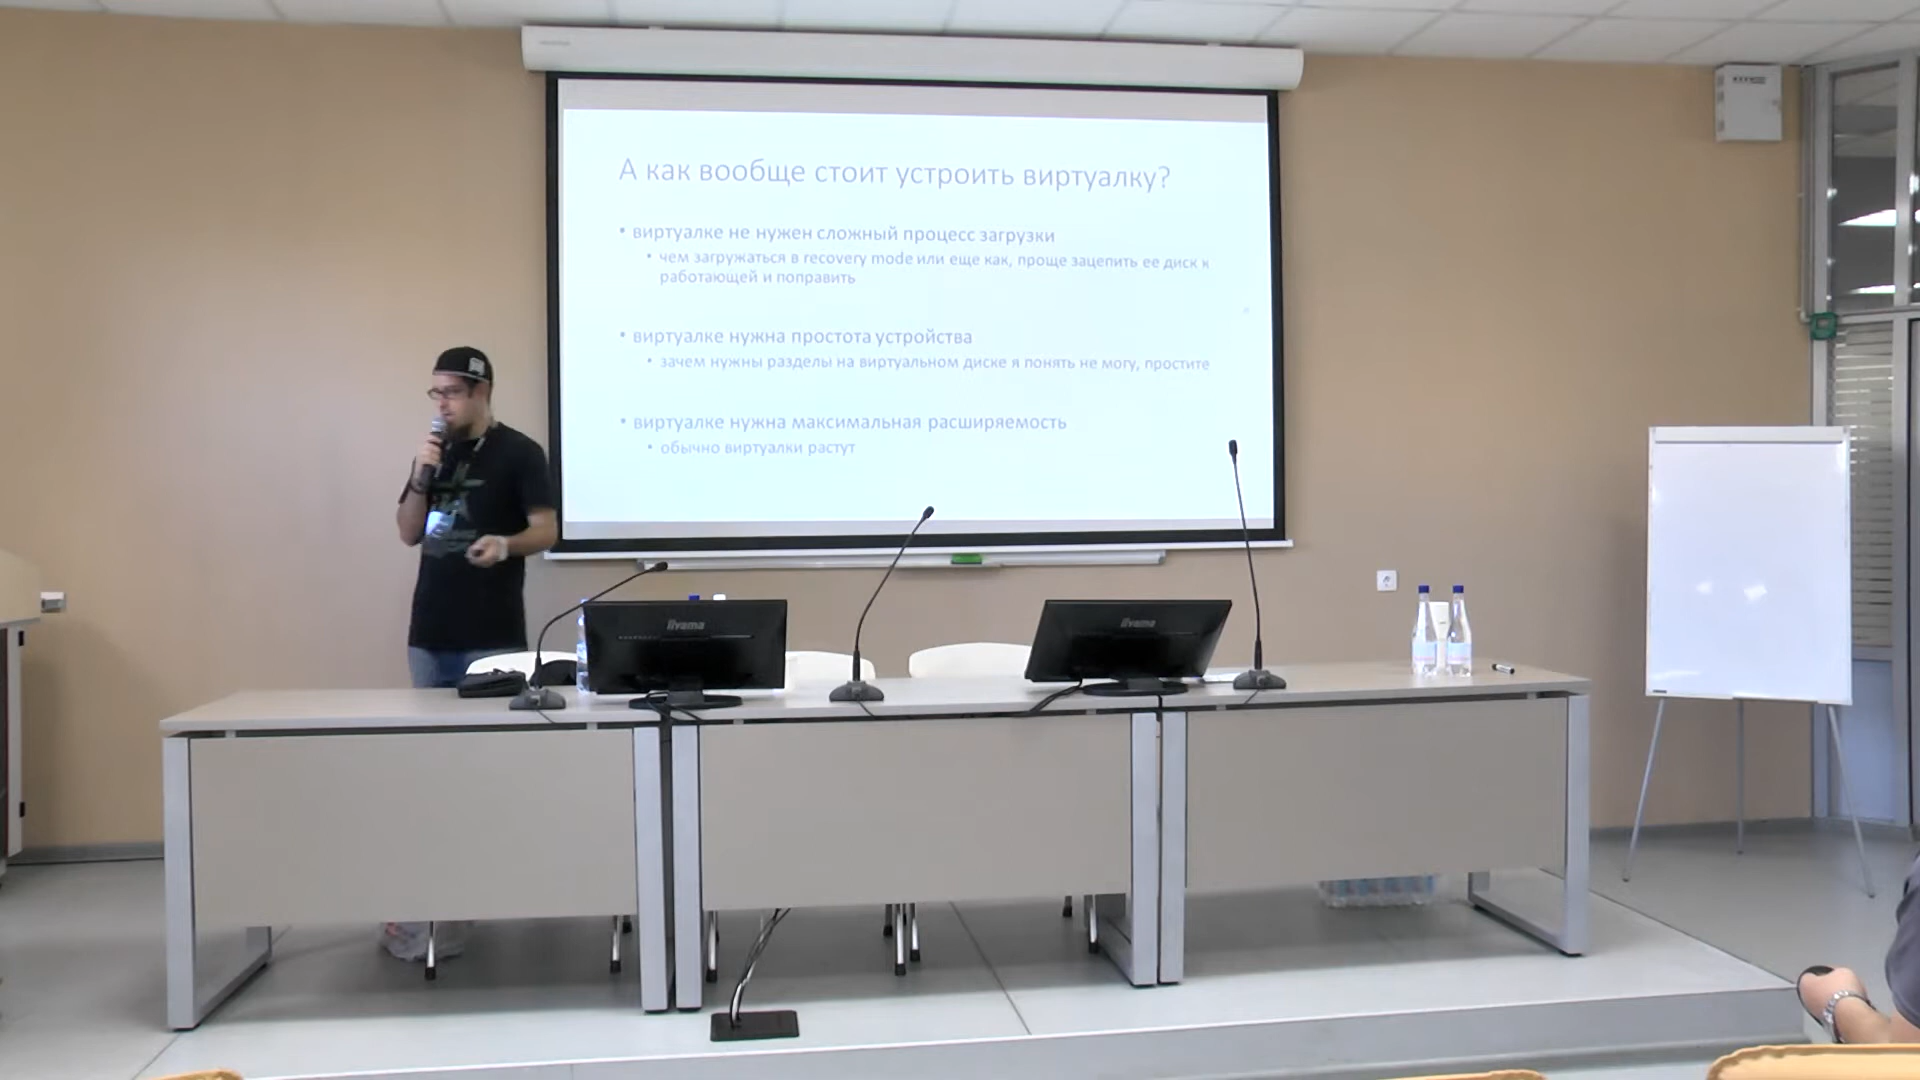 А как вообще стоит устроить виртуалку?
• виртуалке не нужен сложный процесс загрузки
• чем загружаться в recovery mode или еще как, проще зацепить ее диск к
работающей и поправить
• виртуалке нужна простота устройства
• зачем нужны разделы на виртуальном диске я понять не могу, простите
• виртуалке нужна максимальная расширяемость
• обычно виртуалки растут
iiyama
iiyama